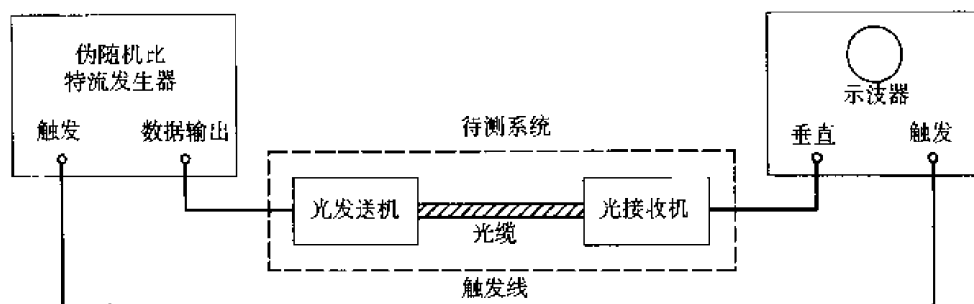 伪随机比
特流发生器
触发
数据输出
待测系统
光发送机
光缆
光接收机
触发线
示波器
垂直
触发